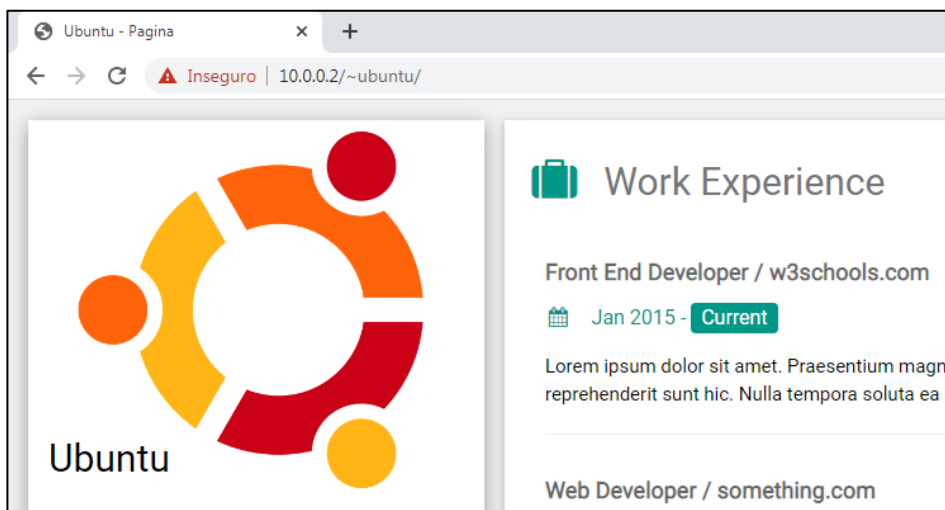 Ubuntu - Pagina
Inseguro | 10.0.0.2/~ubuntu/
Ubuntu
Work Experience
Front End Developer / w3schools.com
Jan 2015 - Current
Lorem ipsum dolor sit amet. Praesentium magn
reprehenderit sunt hic. Nulla tempora soluta ea
Web Developer / something.com